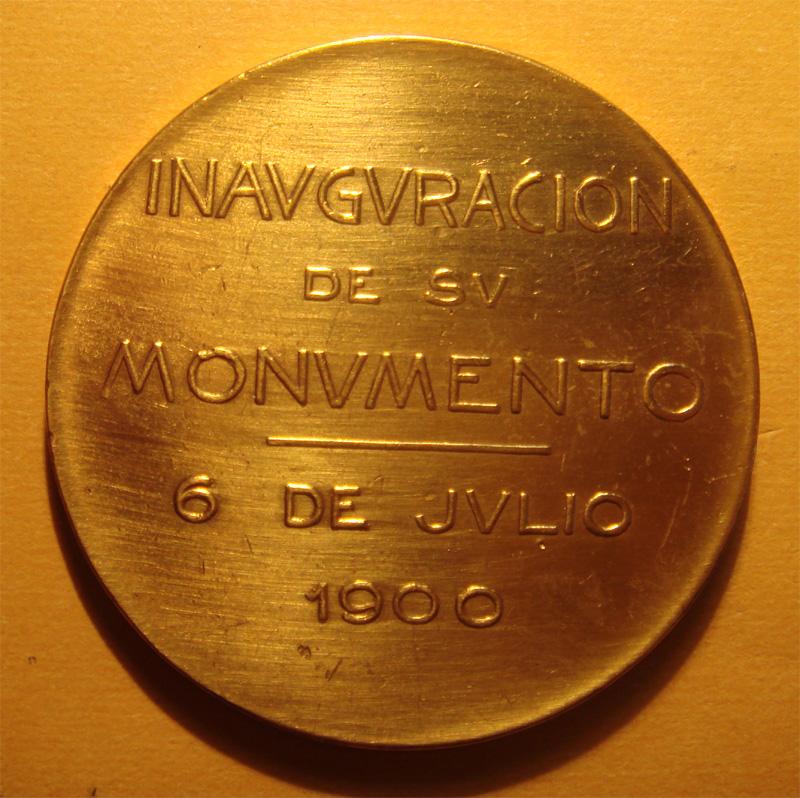 INAVGVRACION
DE SV
MONVMENTO
6 DE JVLIO
1900